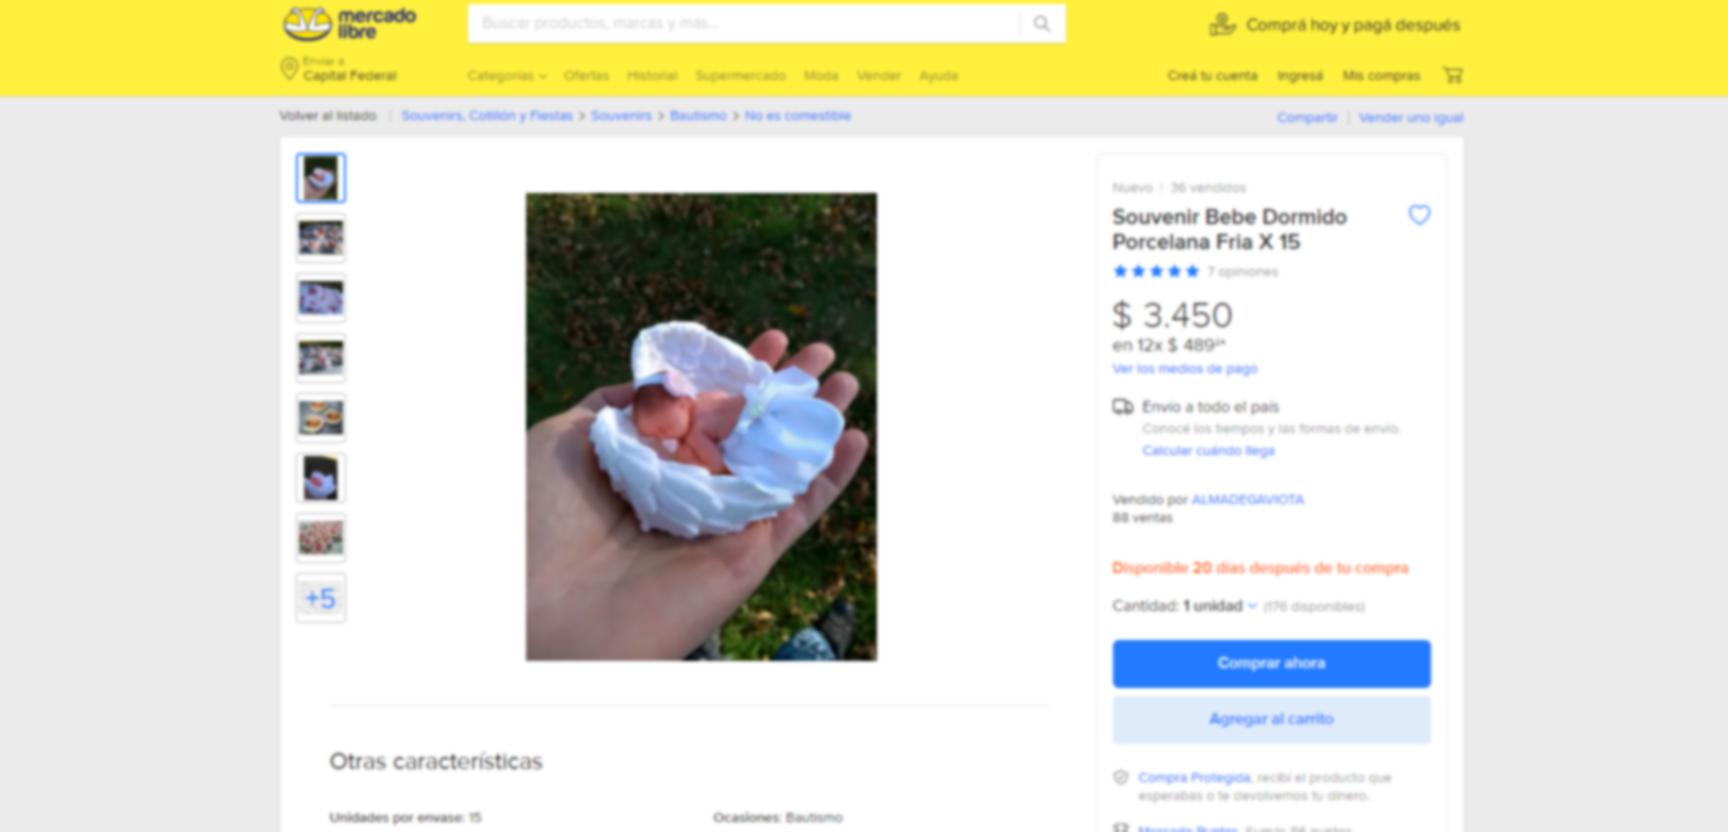 mercado
libre
Buscar productos, marcas y más...
Comprá hoy y pagá después
Enviar a
Capital Federal
Categorías
Ofertas
Historial
Supermercado
Moda
Vender
Ayuda
Creá tu cuenta
Ingresá
Mis compras
Volver al listado | Souvenirs, Cotillón y Fiestas > Souvenirs > Bautismo > No es comestible
Compartir | Vender uno igual
+5
Nuevo | 36 vendidos
Souvenir Bebe Dormido
Porcelana Fria X 15
7 opiniones
$ 3.450
en 12x $ 489
Ver los medios de pago
Envío a todo el país
Conocé los tiempos y las formas de envío.
Calcular cuándo llega
Vendido por ALMADEGAVIOTA
88 ventas
Disponible 20 días después de tu compra
Cantidad: 1 unidad (176 disponibles)
Comprar ahora
Agregar al carrito
Compra Protegida, recibí el producto que
esperabas o te devolvemos tu dinero.
Otras características
Unidades por envase: 15
Ocasiones: Bautismo